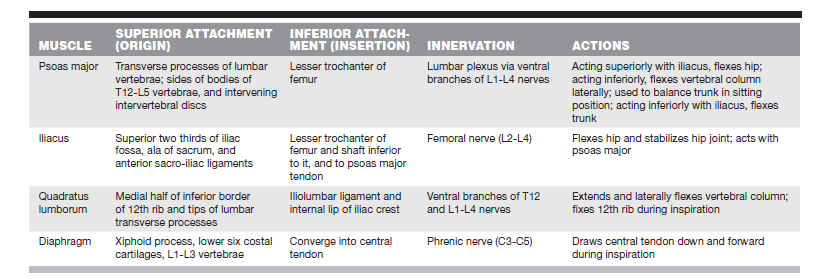 MUSCLE SUPERIOR ATTACHMENT (ORIGIN) INFERIOR ATTACH-MENT (INSERTION) INNERVATION ACTIONS
Psoas major Transverse processes of lumbar Lesser trochanter of Lumbar plexus via ventral Acting superiorly with iliacus, flexes hip;
vertebrae; sides of bodies of femur branches of L1-L4 nerves acting inferiorly, flexes vertebral column
T12-L5 vertebrae, and intervening laterally; used to balance trunk in sitting
intervertebral discs position; acting inferiorly with iliacus, flexes
trunk
Iliacus Superior two thirds of iliac Lesser trochanter of Femoral nerve (L2-L4) Flexes hip and stabilizes hip joint; acts with
fossa, ala of sacrum, and femur and shaft inferior psoas major
anterior sacro-iliac ligaments to it, and to psoas major
tendon
Quadratus Medial half of inferior border Iliolumbar ligament and Ventral branches of T12 Extends and laterally flexes vertebral column;
lumborum of 12th rib and tips of lumbar internal lip of iliac crest and L1-L4 nerves fixes 12th rib during inspiration
transverse processes
Diaphragm Xiphoid process, lower six costal Converge into central Phrenic nerve (C3-C5) Draws central tendon down and forward
cartilages, L1-L3 vertebrae tendon during inspiration